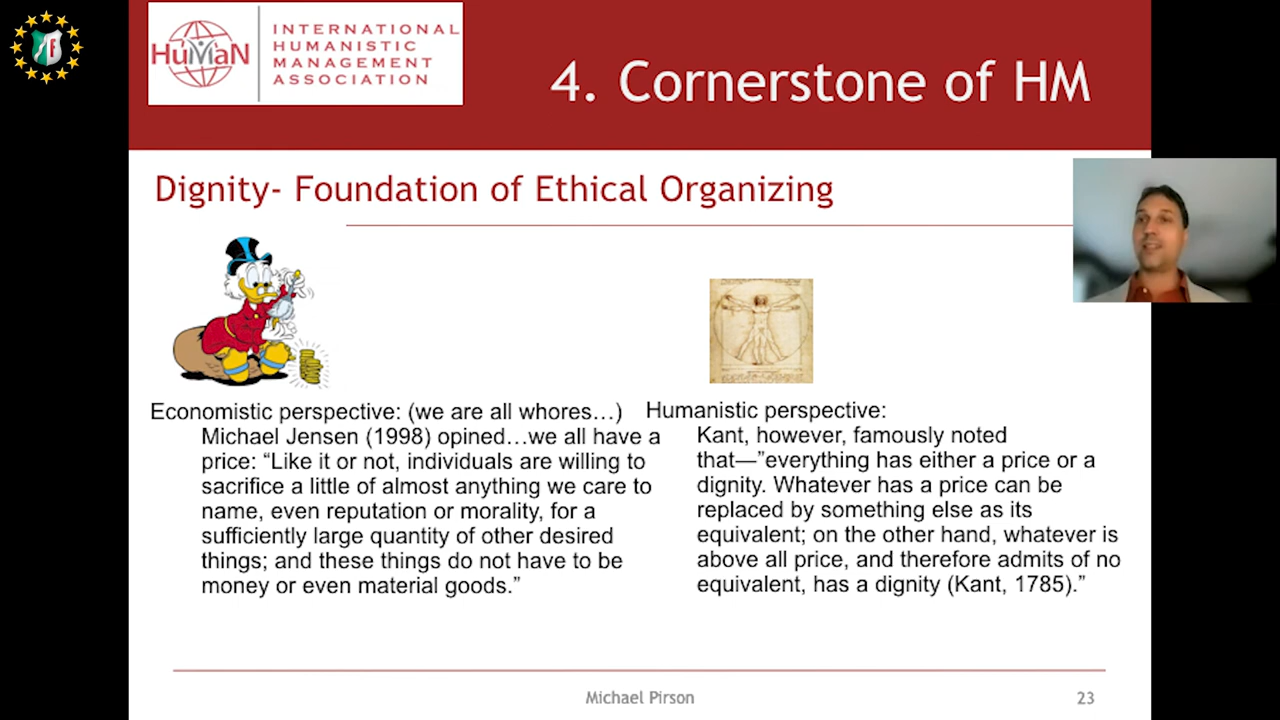 HuMaN
INTERNATIONAL
HUMANISTIC
MANAGEMENT
ASSOCIATION
4. Cornerstone of HM
Dignity- Foundation of Ethical Organizing
Economistic perspective: (we are all whores…)
Michael Jensen (1998) opined…we all have a
price: “Like it or not, individuals are willing to
sacrifice a little of almost anything we care to
name, even reputation or morality, for a
sufficiently large quantity of other desired
things; and these things do not have to be
money or even material goods.”
Humanistic perspective:
Kant, however, famously noted
that—”everything has either a price or a
dignity. Whatever has a price can be
replaced by something else as its
equivalent; on the other hand, whatever is
above all price, and therefore admits of no
equivalent, has a dignity (Kant, 1785).”
Michael Pirson
23